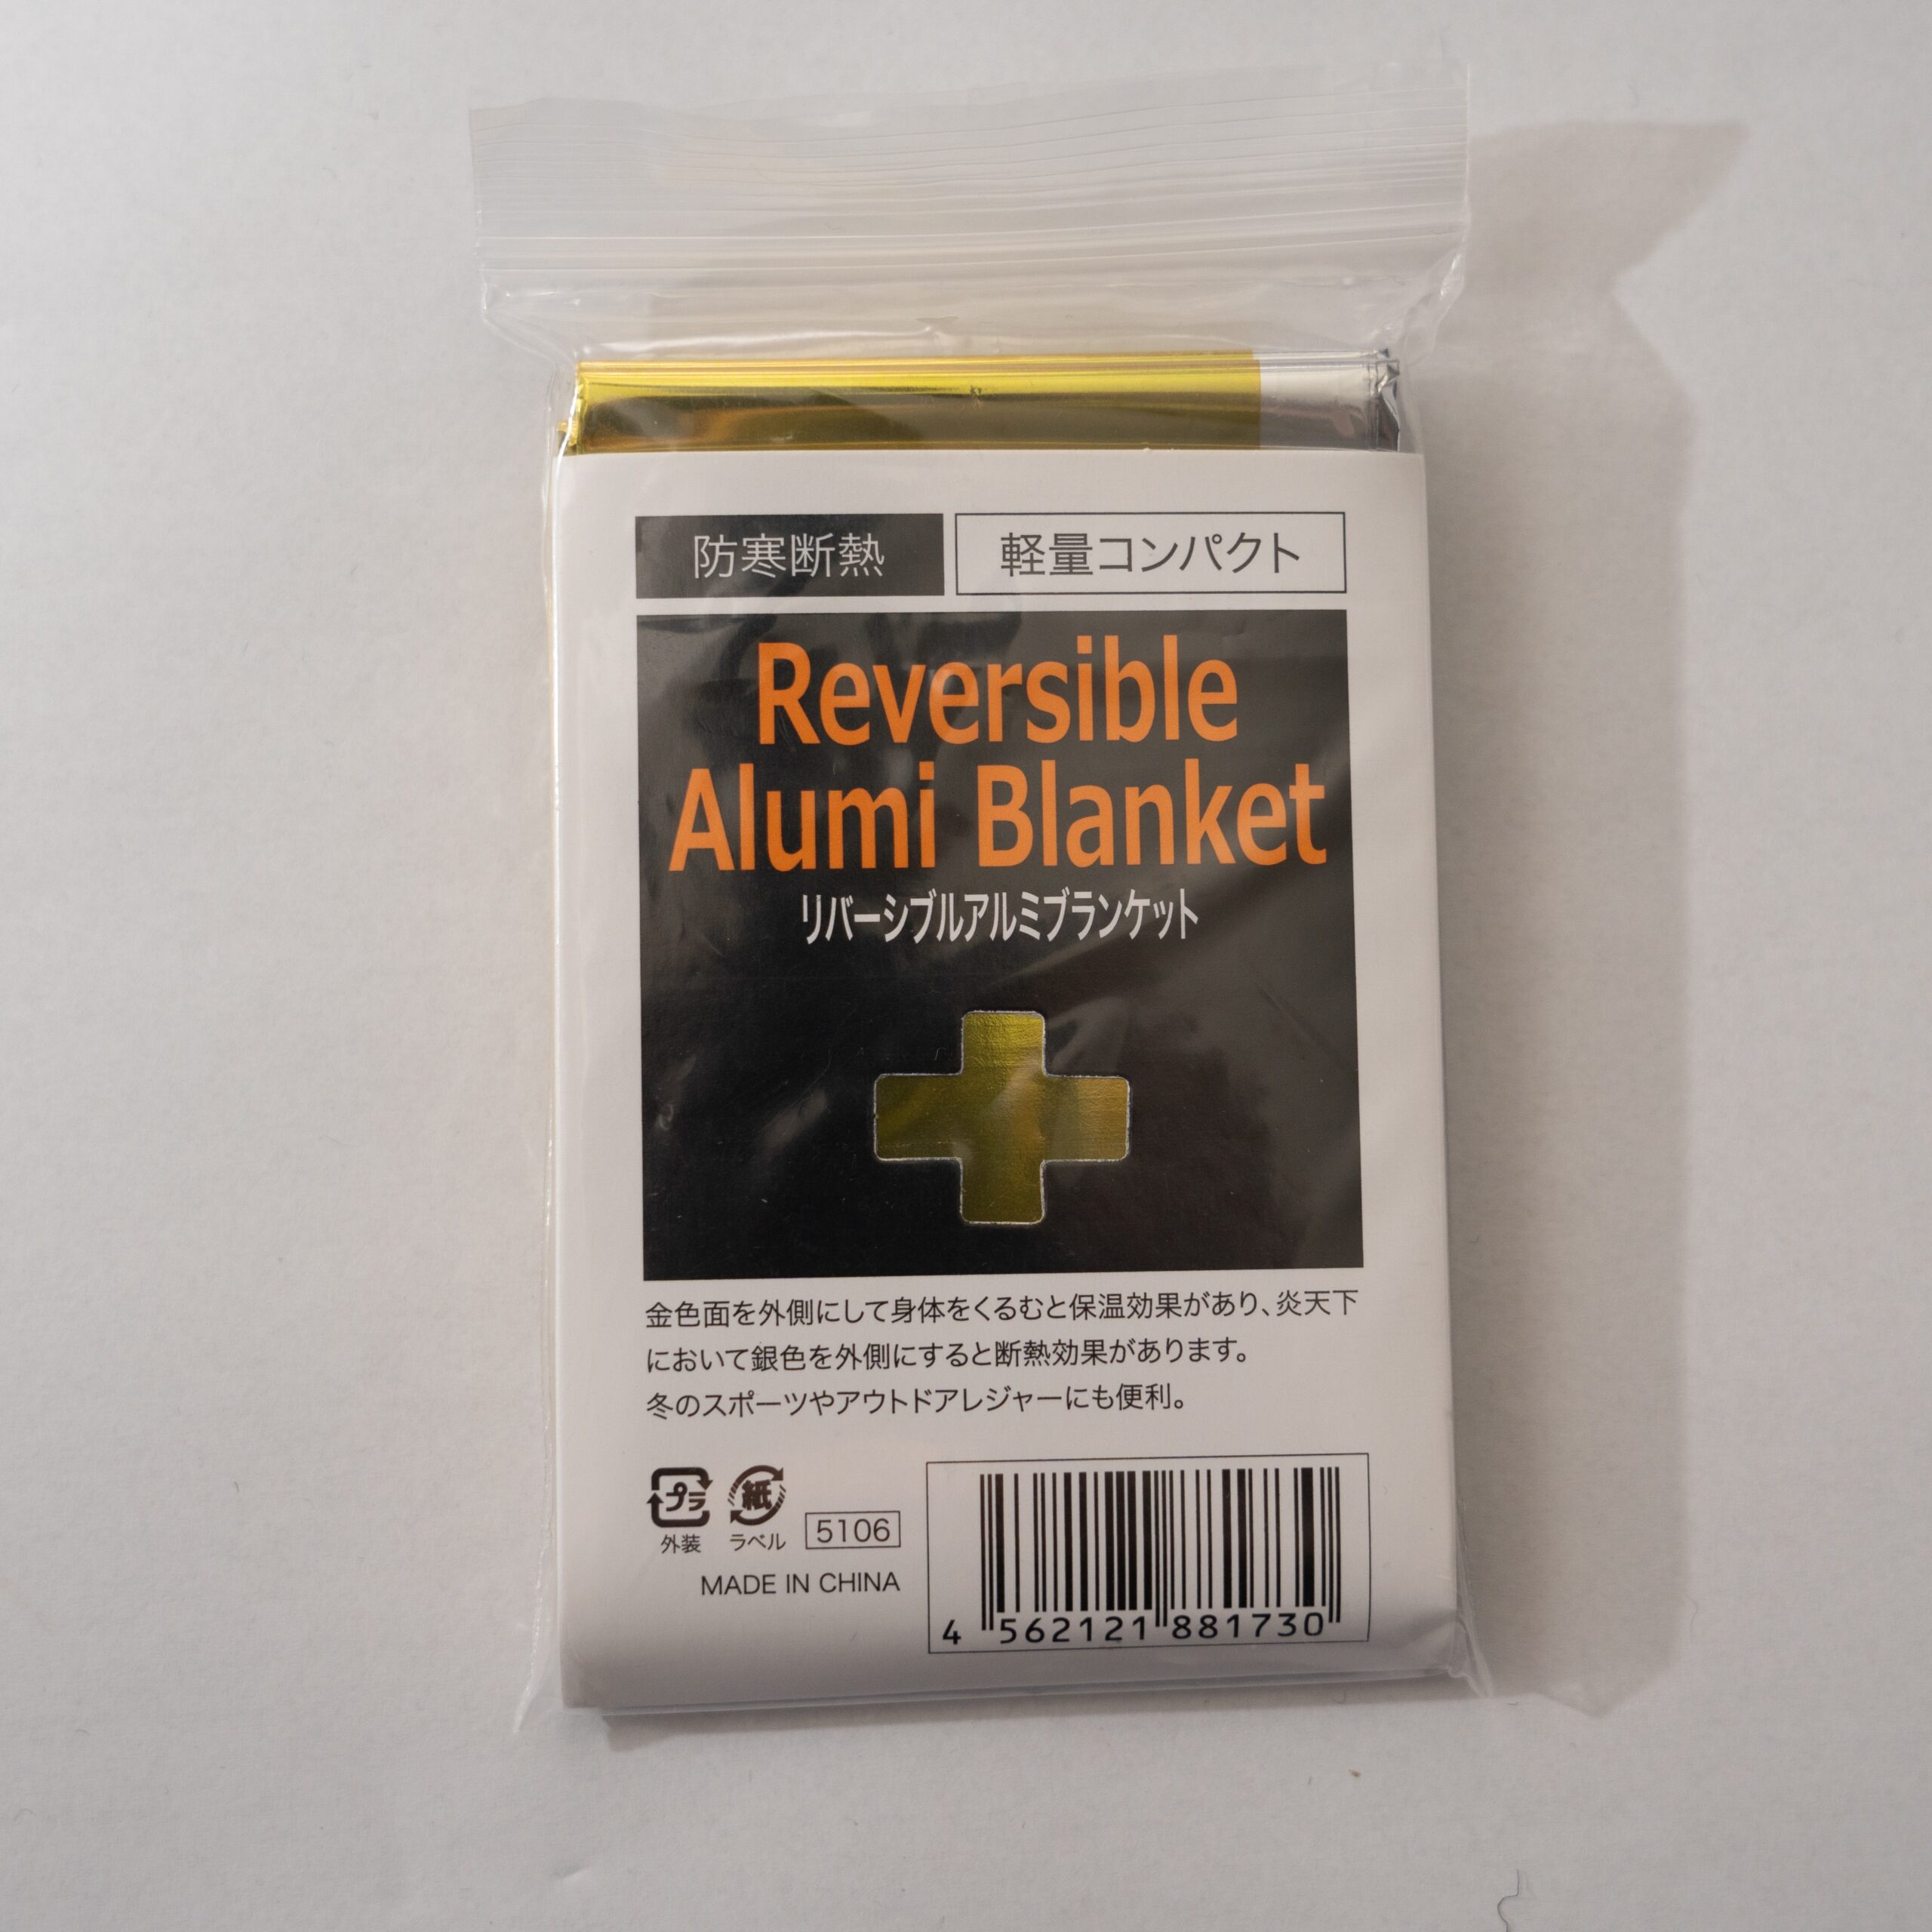 防寒断熱
軽量コンパクト
Reversible
Alumi Blanket
リバーシブルアルミブランケット
金色面を外側にして身体をくるむと保温効果があり、炎天下
において銀色を外側にすると断熱効果があります。
冬のスポーツやアウトドアレジャーにも便利。
プラ
外装
紙
ラベル
5106
MADE IN CHINA
4 562121 881730